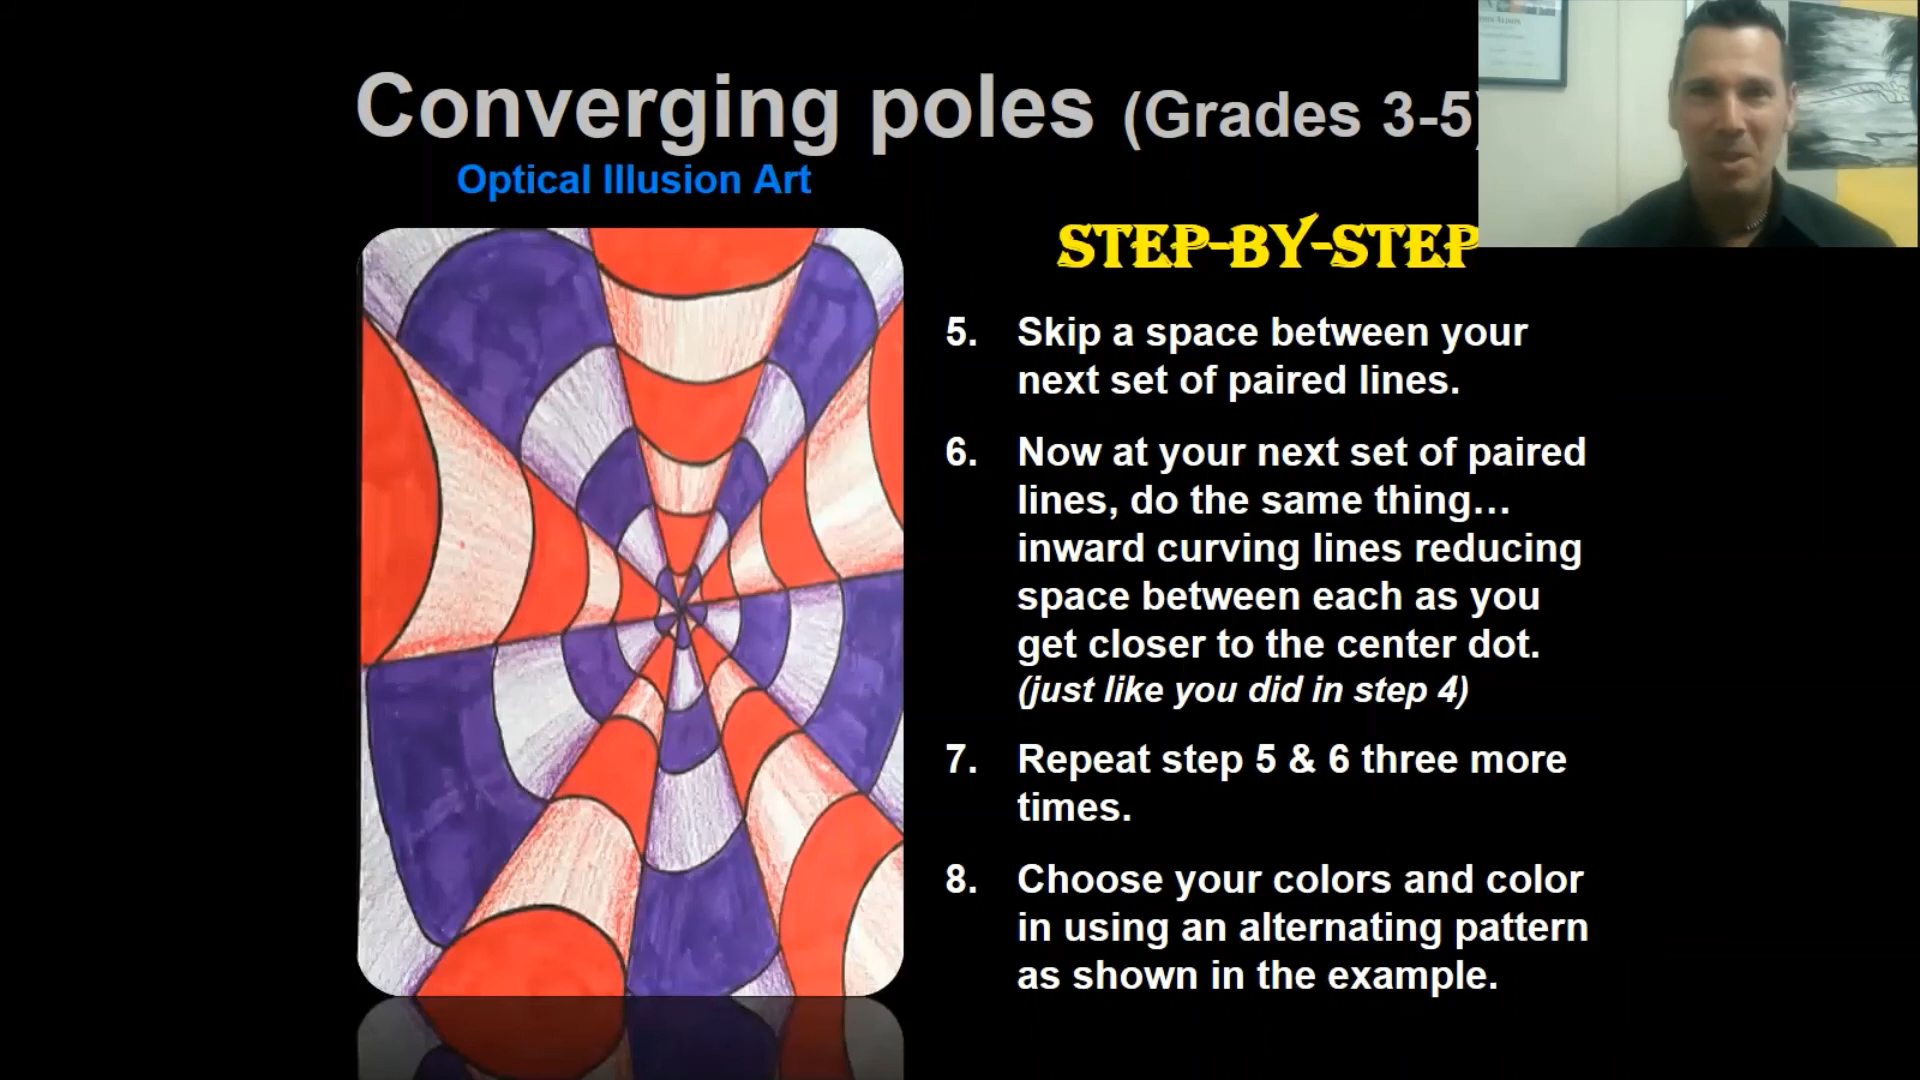 Converging poles (Grades 3-5)
Optical Illusion Art
STEP-BY-STEP
5. Skip a space between your
next set of paired lines.
6. Now at your next set of paired
lines, do the same thing…
inward curving lines reducing
space between each as you
get closer to the center dot.
(just like you did in step 4)
7. Repeat step 5 & 6 three more
times.
8. Choose your colors and color
in using an alternating pattern
as shown in the example.